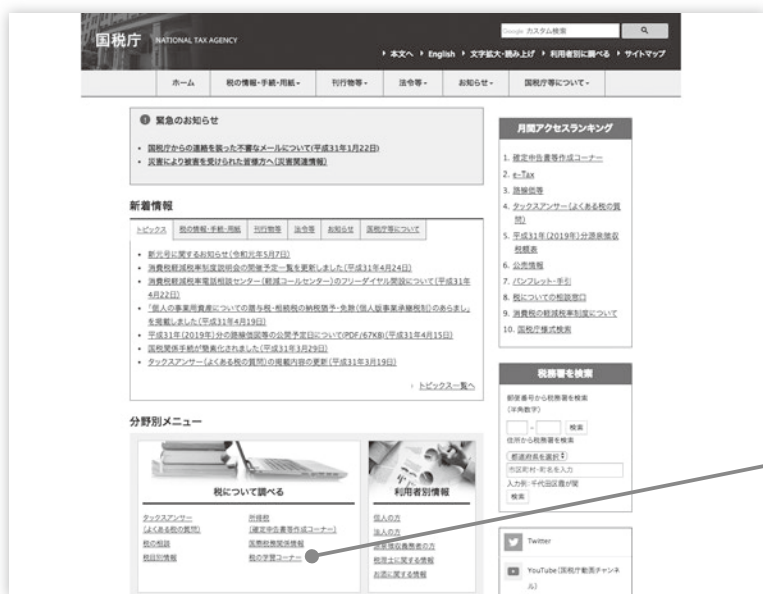 国税庁 NATIONAL TAX AGENCY
Google カスタム検索
本文へ English 文字拡大・読み上げ 利用者別に調べる サイトマップ
ホーム 税の情報・手続・用紙 刊行物等 法令等 お知らせ 国税庁等について
緊急のお知らせ
・ 国税庁からの連絡を装った不審なメールについて(平成31年1月22日)
・ 災害により被害を受けられた皆様方へ(災害関連情報)
新着情報
トピックス 税の情報・手続・用紙 刊行物等 法令等 お知らせ 国税庁等について
・ 新元号に関するお知らせ(令和元年5月7日)
・ 消費税軽減税率制度説明会の開催予定一覧を更新しました(平成31年4月24日)
・ 消費税軽減税率電話相談センター(軽減コールセンター)のフリーダイヤル開設について(平成31年
4月22日)
・ 「個人の事業用資産についての贈与税・相続税の納税猶予・免除(個人版事業承継税制)のあらまし」
を掲載しました(平成31年4月19日)
・ 平成31年(2019年)分の路線価図等の公開予定日について(PDF/67KB)(平成31年4月15日)
・ 国税関係手続が簡素化されました(平成31年3月29日)
・ タックスアンサー(よくある税の質問)の掲載内容の更新(平成31年3月19日)
トピックス一覧へ
分野別メニュー
税について調べる
タックスアンサー
(よくある税の質問)
税の相談
税目別情報
所得税
(確定申告書等作成コーナー)
国際税務関係情報
税の学習コーナー
利用者別情報
個人の方
法人の方
源泉徴収義務者の方
税理士に関する情報
お酒に関する情報
月間アクセスランキング
1. 確定申告書等作成コーナー
2. e-Tax
3. 路線価等
4. タックスアンサー(よくある税の質
問)
5. 平成31年(2019年)分源泉徴収
税額表
6. 公売情報
7. パンフレット・手引
8. 税についての相談窓口
9. 消費税の軽減税率制度について
10. 国税庁様式検索
税務署を検索
郵便番号から税務署を検索
(半角数字)
- 検索
住所から税務署を検索
都道府県を選択
市区町村・町名を入力
入力例:千代田区霞が関
検索
Twitter
YouTube(国税庁動画チャンネ
ル)